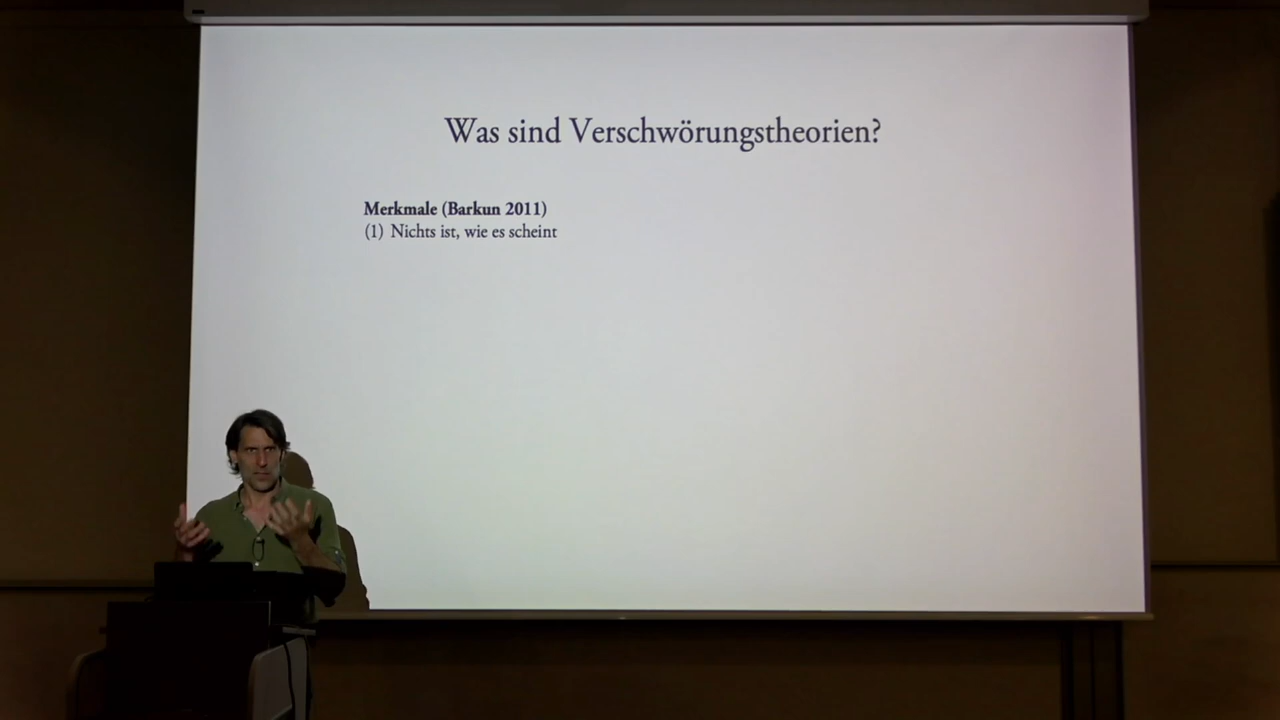 Was sind Verschwörungstheorien?
Merkmale (Barkun 2011)
(1) Nichts ist, wie es scheint